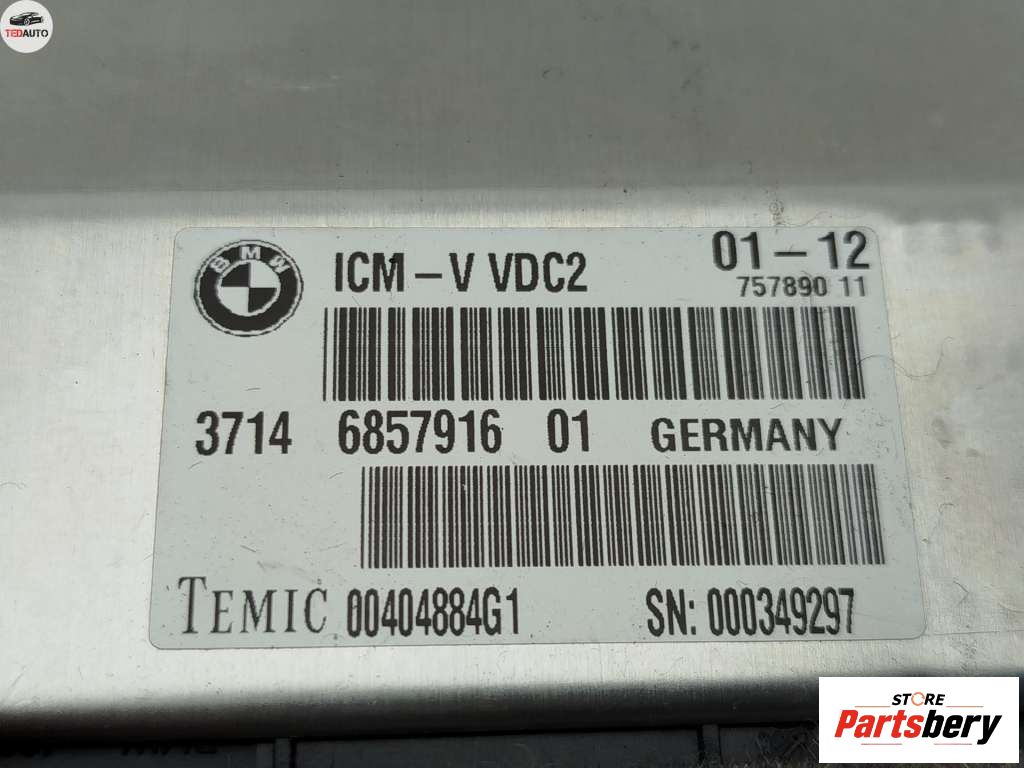 TEDAUTO
BMW
ICM – V VDC2
01 – 12
757890 11
3714 6857916 01 GERMANY
TEMIC 00404884G1 SN: 000349297
STORE
Partsbery